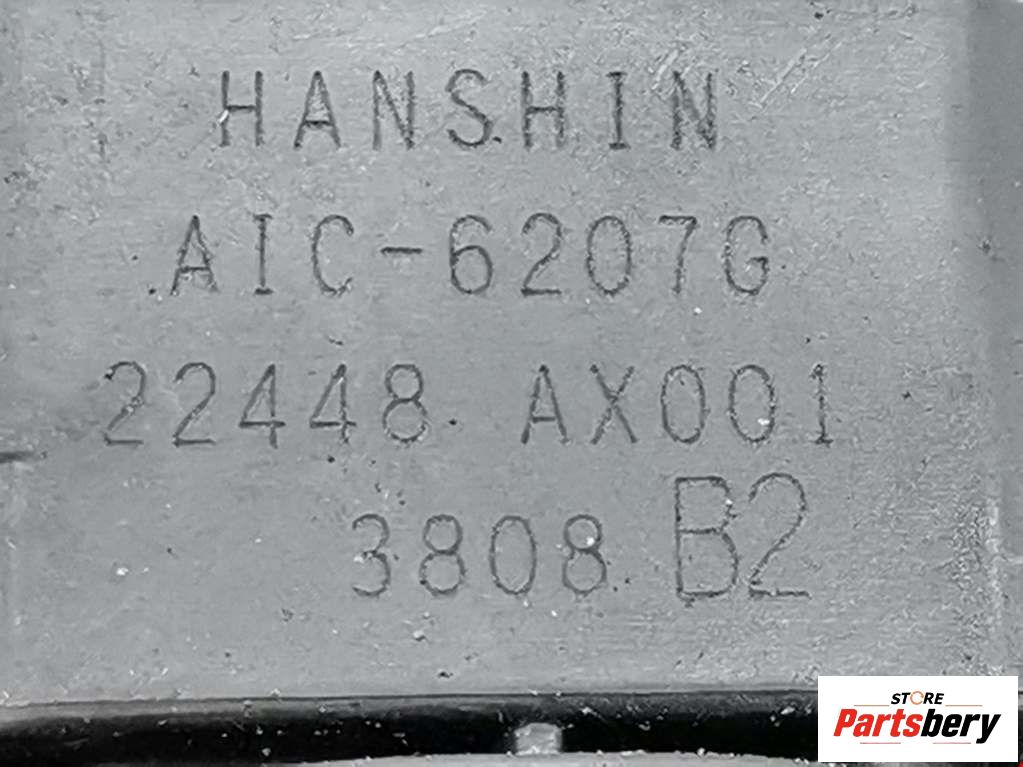 HANSHIN
AIC-6207G
22448 AX001
3808 B2
STORE
Partsbery